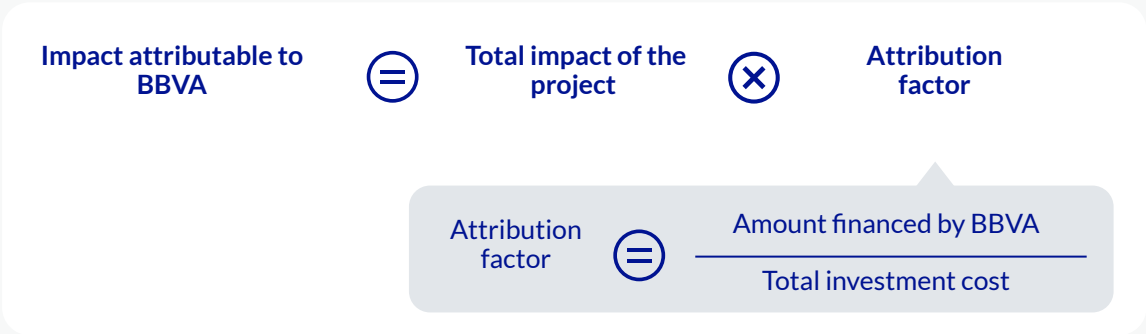 Impact attributable to
BBVA
=
Total impact of the
project
×
Attribution
factor
Attribution
factor
=
Amount financed by BBVA
Total investment cost